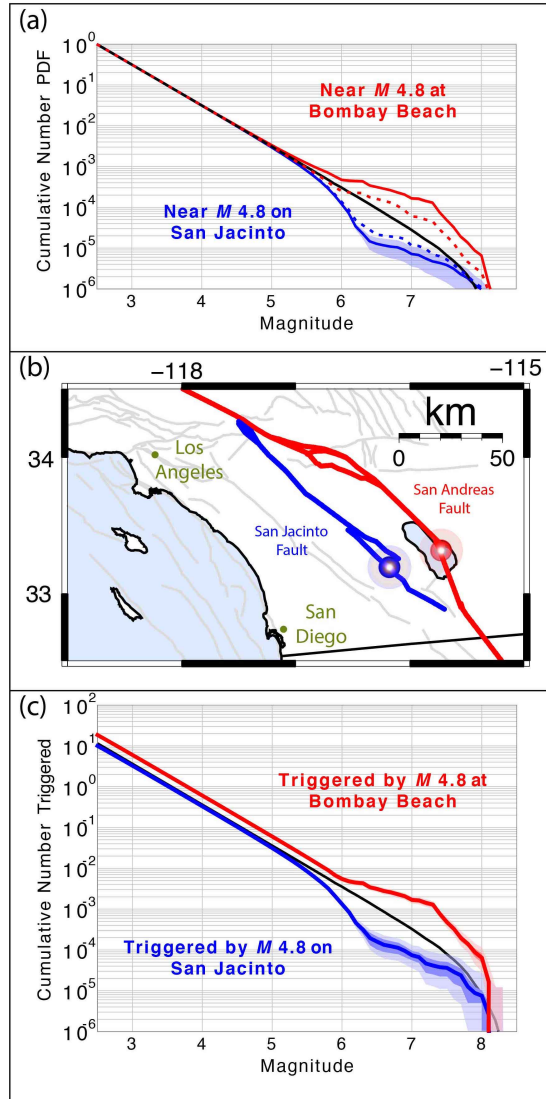 (a)
10^0
10^-1
10^-2
10^-3
10^-4
10^-5
10^-6
Cumulative Number PDF
Near M 4.8 at
Bombay Beach
Near M 4.8 on
San Jacinto
3 4 5 6 7
Magnitude
(b)
−118 −115
34
33
km
0 50
Los
Angeles
San Andreas
Fault
San Jacinto
Fault
San
Diego
(c)
10^2
10^1
10^0
10^-1
10^-2
10^-3
10^-4
10^-5
10^-6
Cumulative Number Triggered
Triggered by M 4.8 at
Bombay Beach
Triggered by M 4.8 on
San Jacinto
3 4 5 6 7 8
Magnitude